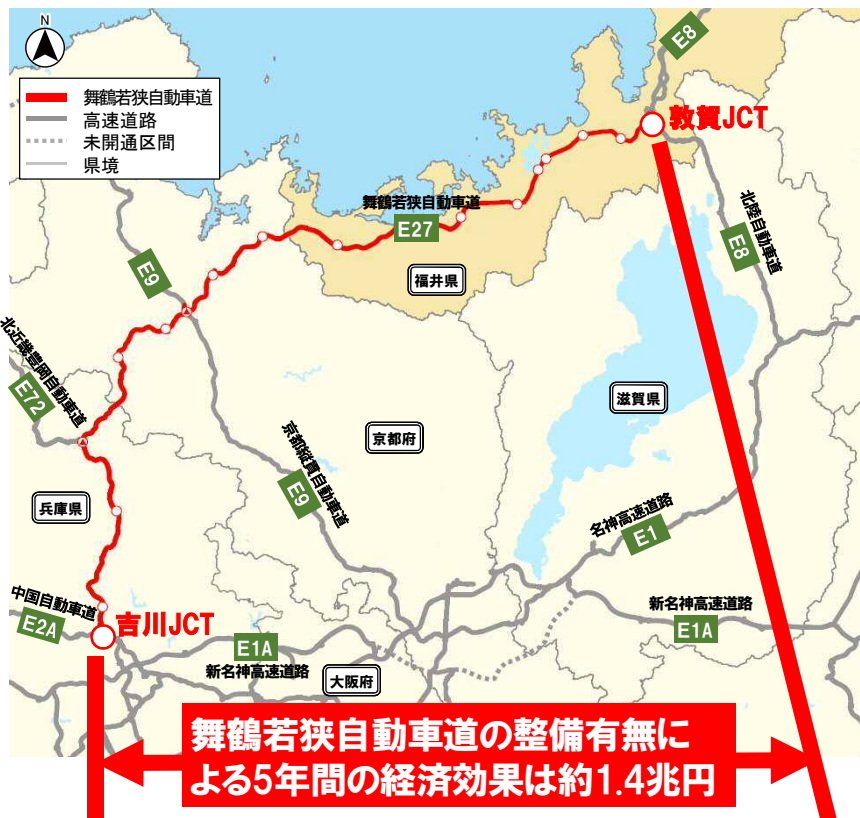 N
舞鶴若狭自動車道
高速道路
未開通区間
県境
E8
敦賀JCT
舞鶴若狭自動車道
E27
北陸自動車道
E8
福井県
E9
北近畿豊岡自動車道
E72
滋賀県
京都府
京都縦貫自動車道
E9
兵庫県
名神高速道路
E1
中国自動車道
E2A
吉川JCT
新名神高速道路
E1A
E1A
新名神高速道路
大阪府
舞鶴若狭自動車道の整備有無に
よる5年間の経済効果は約1.4兆円